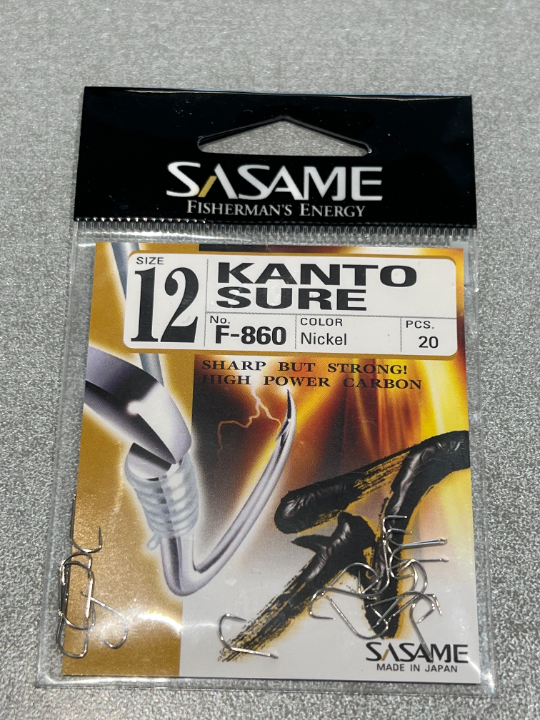 SASAME
FISHERMAN'S ENERGY
SIZE
12
KANTO
SURE
No.
F-860
COLOR
Nickel
PCS.
20
SHARP BUT STRONG!
HIGH POWER CARBON
SASAME
MADE IN JAPAN